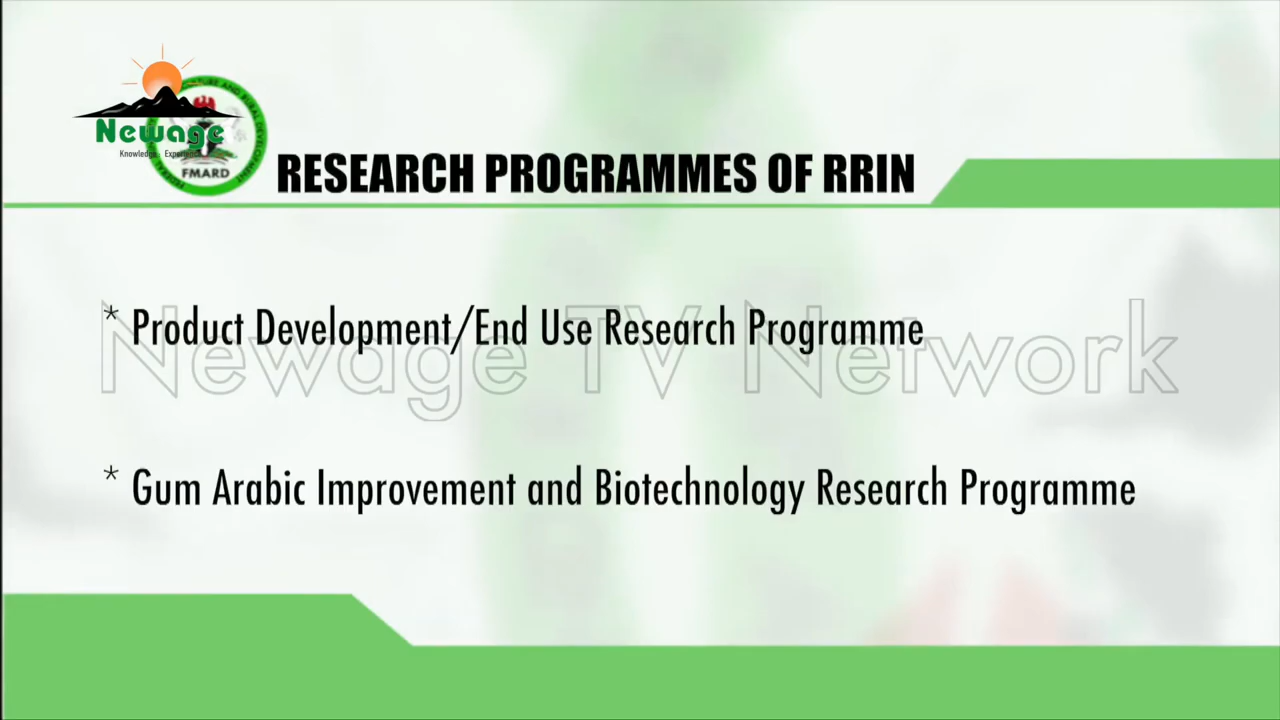 Newage
Knowledge
FMARD
RESEARCH PROGRAMMES OF RRIN
* Product Development/End Use Research Programme
Newage TV Network
* Gum Arabic Improvement and Biotechnology Research Programme